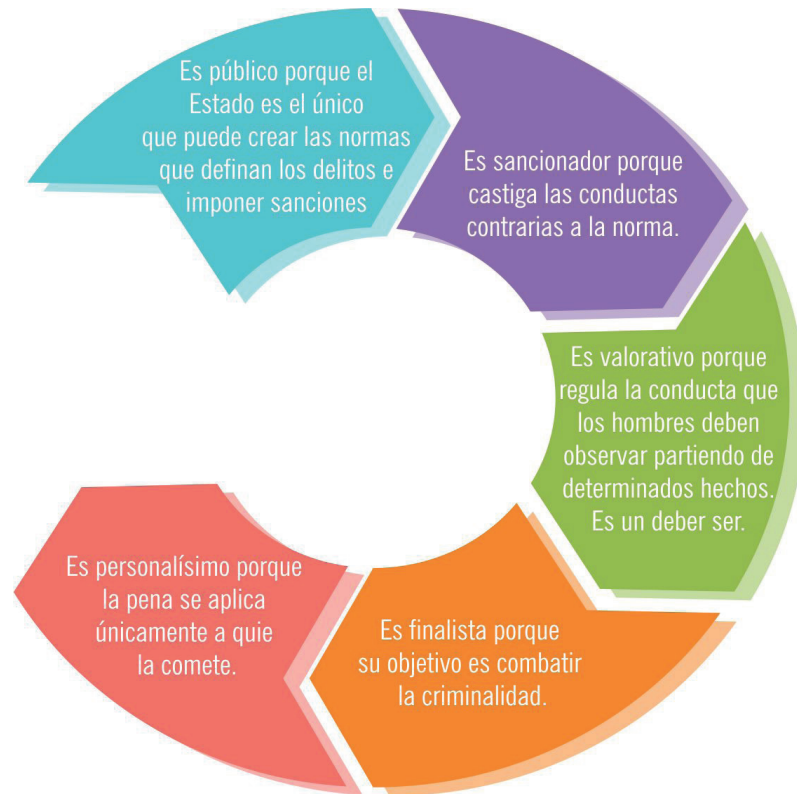 Es público porque el
Estado es el único
que puede crear las normas
que definan los delitos e
imponer sanciones
Es sancionador porque
castiga las conductas
contrarias a la norma.
Es valorativo porque
regula la conducta que
los hombres deben
observar partiendo de
determinados hechos.
Es un deber ser.
Es finalista porque
su objetivo es combatir
la criminalidad.
Es personalísimo porque
la pena se aplica
únicamente a quie
la comete.